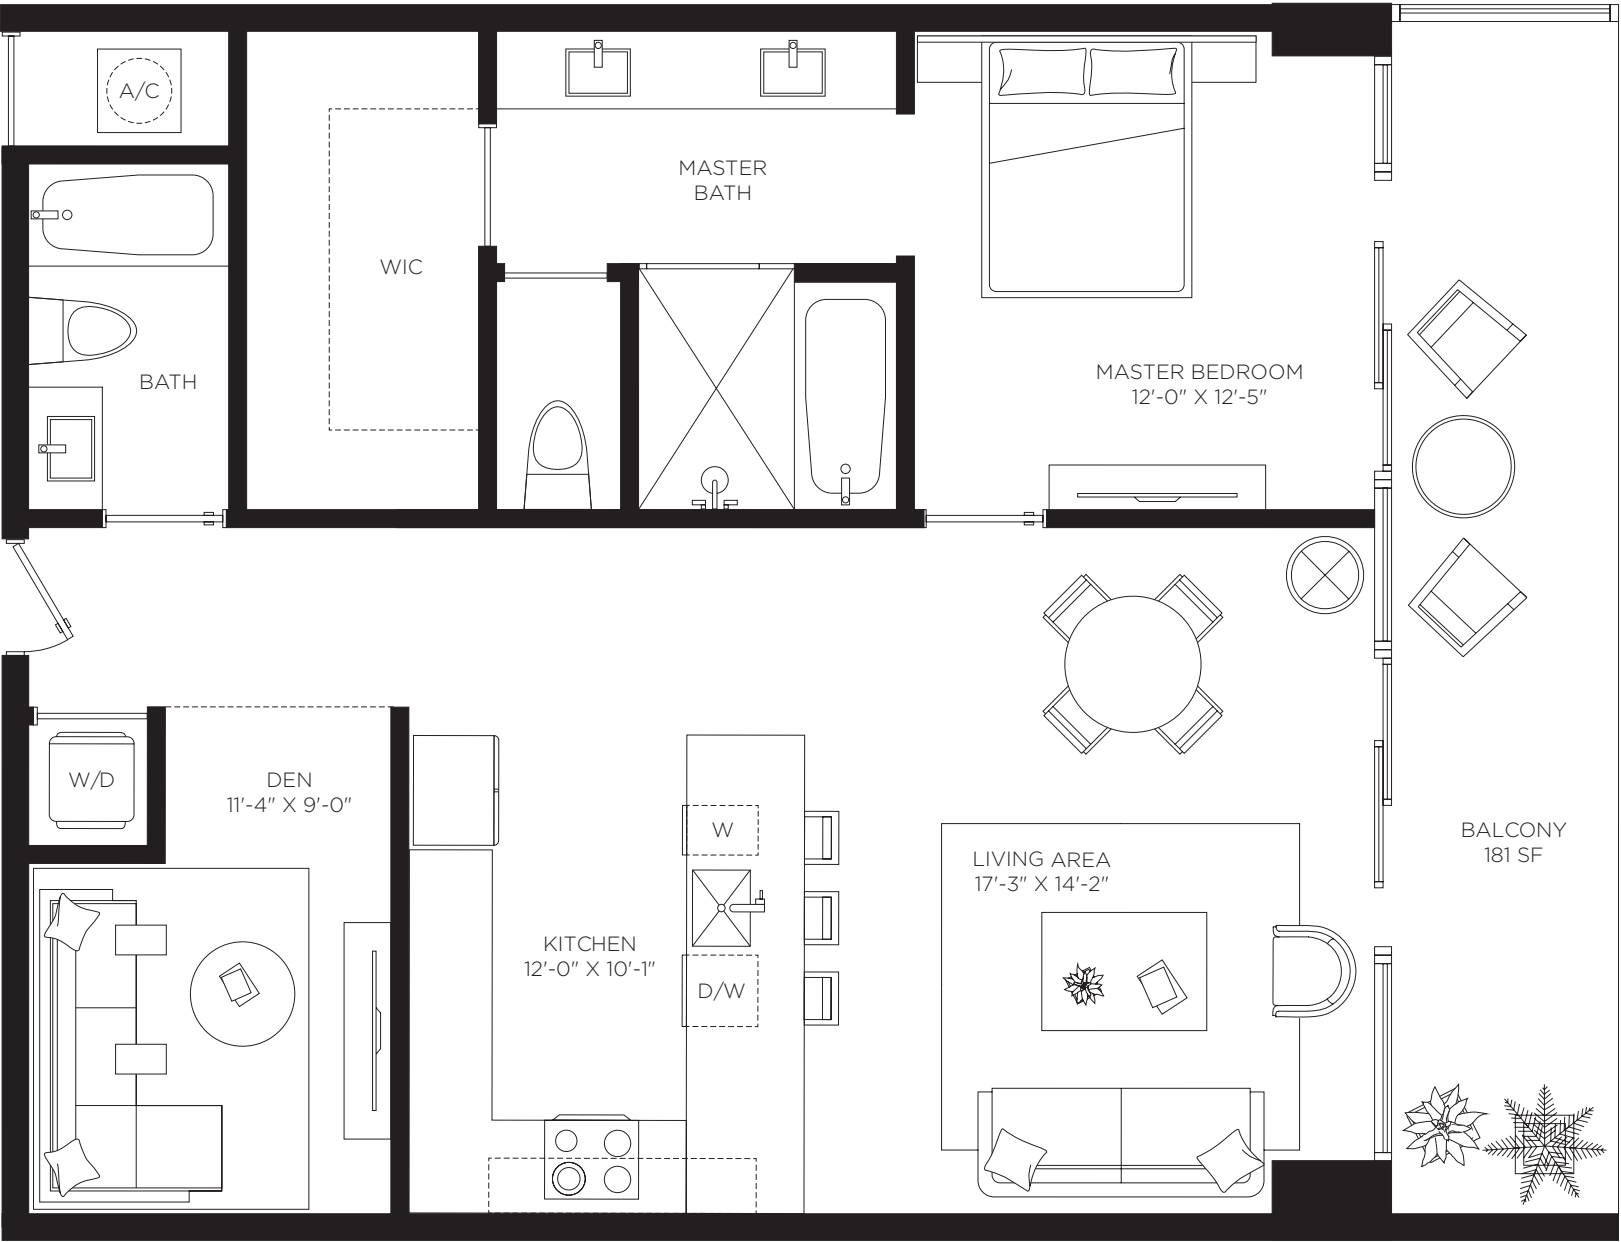 A/C
MASTER
BATH
WIC
BATH
MASTER BEDROOM
12'-0" X 12'-5"
W/D
DEN
11'-4" X 9'-0"
W
LIVING AREA
17'-3" X 14'-2"
BALCONY
181 SF
KITCHEN
12'-0" X 10'-1"
D/W